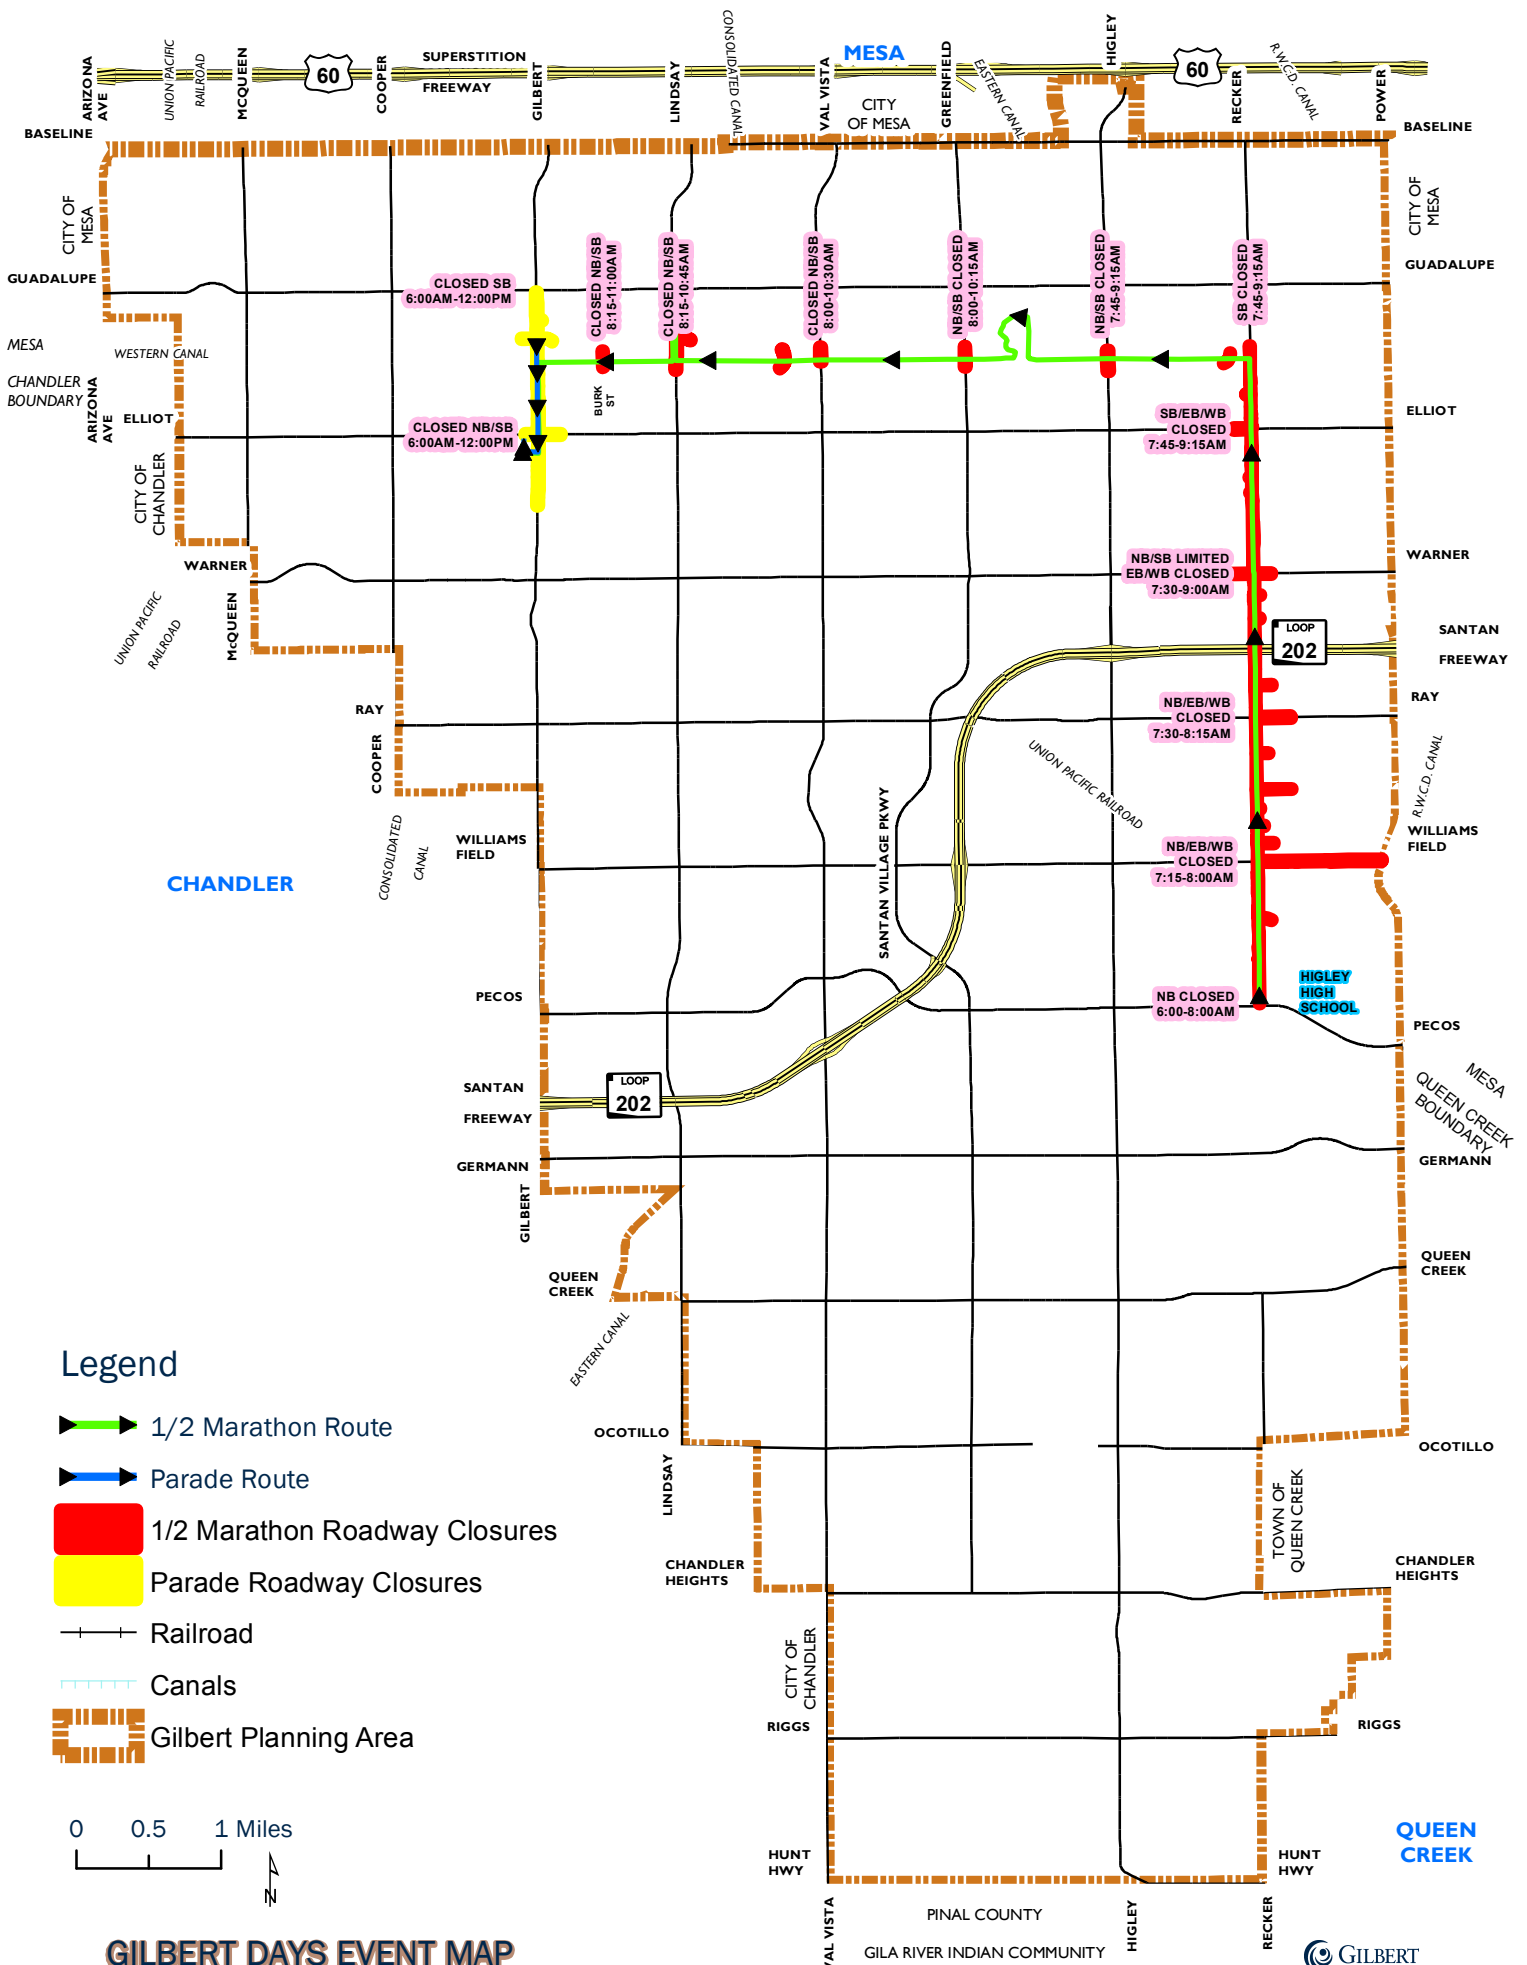 MESA
SUPERSTITION
FREEWAY
60
60
ARIZONA
AVE
UNION PACIFIC
RAILROAD
MCQUEEN
COOPER
GILBERT
LINDSAY
CONSOLIDATED CANAL
VAL VISTA
CITY
OF MESA
GREENFIELD
EASTERN CANAL
HIGLEY
RECKER
R.W.C.D. CANAL
POWER
BASELINE
BASELINE
CITY OF
MESA
CITY OF
MESA
GUADALUPE
GUADALUPE
CLOSED SB
6:00AM-12:00PM
CLOSED NB/SB
8:15-11:00AM
CLOSED NB/SB
8:15-10:45AM
CLOSED NB/SB
8:00-10:30AM
NB/SB CLOSED
8:00-10:15AM
NB/SB CLOSED
7:45-9:15AM
SB CLOSED
7:45-9:15AM
MESA
CHANDLER
BOUNDARY
WESTERN CANAL
ARIZONA
AVE
BURK
ST
ELLIOT
ELLIOT
CLOSED NB/SB
6:00AM-12:00PM
SB/EB/WB
CLOSED
7:45-9:15AM
CITY OF
CHANDLER
WARNER
WARNER
NB/SB LIMITED
EB/WB CLOSED
7:30-9:00AM
UNION PACIFIC
RAILROAD
McQUEEN
LOOP
202
SANTAN
FREEWAY
RAY
RAY
NB/EB/WB
CLOSED
7:30-8:15AM
COOPER
UNION PACIFIC RAILROAD
R.W.C.D. CANAL
CONSOLIDATED
CANAL
WILLIAMS
FIELD
WILLIAMS
FIELD
SANTAN VILLAGE PKWY
NB/EB/WB
CLOSED
7:15-8:00AM
CHANDLER
PECOS
NB CLOSED
6:00-8:00AM
HIGLEY
HIGH
SCHOOL
PECOS
SANTAN
FREEWAY
LOOP
202
MESA
QUEEN CREEK
BOUNDARY
GERMANN
GERMANN
GILBERT
QUEEN
CREEK
QUEEN
CREEK
EASTERN CANAL
OCOTILLO
OCOTILLO
LINDSAY
TOWN OF
QUEEN CREEK
CHANDLER
HEIGHTS
CHANDLER
HEIGHTS
CITY OF
CHANDLER
RIGGS
RIGGS
HUNT
HWY
HUNT
HWY
QUEEN
CREEK
VAL VISTA
PINAL COUNTY
GILA RIVER INDIAN COMMUNITY
HIGLEY
RECKER
Legend
1/2 Marathon Route
Parade Route
1/2 Marathon Roadway Closures
Parade Roadway Closures
Railroad
Canals
Gilbert Planning Area
0 0.5 1 Miles
N
GILBERT DAYS EVENT MAP
GILBERT